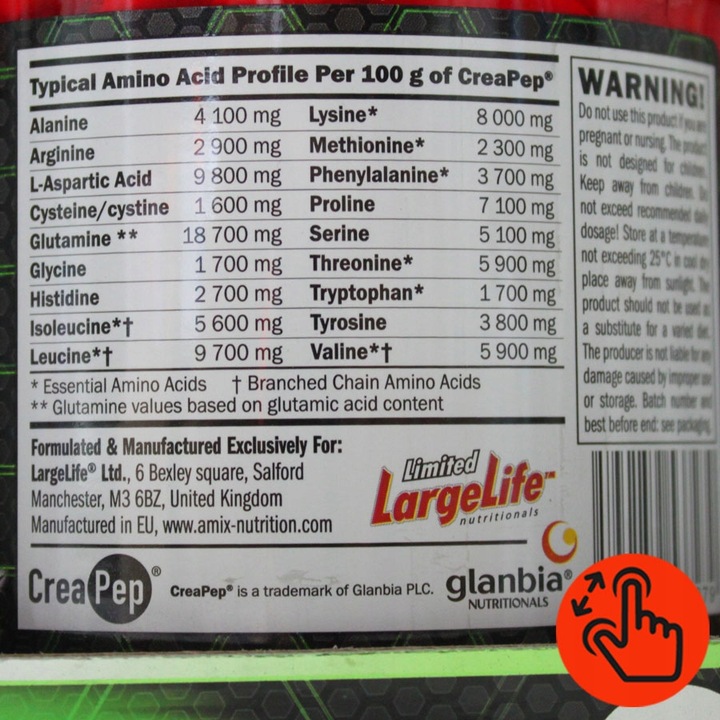 Typical Amino Acid Profile Per 100 g of CreaPep®
Alanine 4 100 mg Lysine* 8 000 mg
Arginine 2 900 mg Methionine* 2 300 mg
L-Aspartic Acid 9 800 mg Phenylalanine* 3 700 mg
Cysteine/cystine 1 600 mg Proline 7 100 mg
Glutamine ** 18 700 mg Serine 5 100 mg
Glycine 1 700 mg Threonine* 5 900 mg
Histidine 2 700 mg Tryptophan* 1 700 mg
Isoleucine*† 5 600 mg Tyrosine 3 800 mg
Leucine*† 9 700 mg Valine*† 5 900 mg
* Essential Amino Acids † Branched Chain Amino Acids
** Glutamine values based on glutamic acid content
Formulated & Manufactured Exclusively For:
LargeLife® Ltd., 6 Bexley square, Salford
Manchester, M3 6BZ, United Kingdom
Manufactured in EU, www.amix-nutrition.com
Limited
LargeLife™
nutritionals
CreaPep®
CreaPep® is a trademark of Glanbia PLC.
glanbia®
NUTRITIONALS
WARNING!
Do not use this product if you are
pregnant or nursing. The product
is not designed for children.
Keep away from children. Do
not exceed recommended daily
dosage! Store at a temperature
not exceeding 25°C in cool dry
place away from sunlight. The
product should not be used as
a substitute for a varied diet.
The producer is not liable for any
damage caused by improper use
or storage. Batch number and
best before end: see packaging.